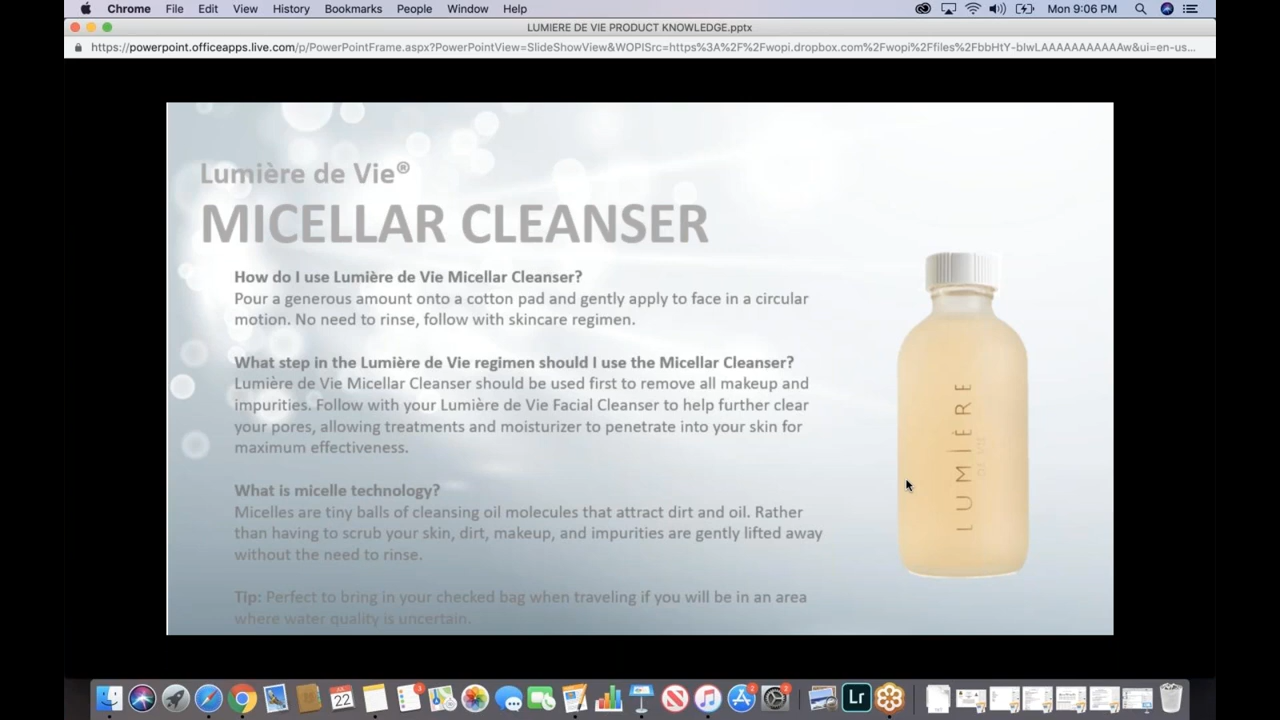 Chrome File Edit View History Bookmarks People Window Help Mon 9:06 PM
LUMIERE DE VIE PRODUCT KNOWLEDGE.pptx
https://powerpoint.officeapps.live.com/p/PowerPointFrame.aspx?PowerPointView=SlideShowView&WOPISrc=https%3A%2F%2Fwopi.dropbox.com%2Fwopi%2Ffiles%2FbbHtY-bIwLAAAAAAAAAAAw&ui=en-us...
Lumière de Vie®
MICELLAR CLEANSER
How do I use Lumière de Vie Micellar Cleanser?
Pour a generous amount onto a cotton pad and gently apply to face in a circular
motion. No need to rinse, follow with skincare regimen.
What step in the Lumière de Vie regimen should I use the Micellar Cleanser?
Lumière de Vie Micellar Cleanser should be used first to remove all makeup and
impurities. Follow with your Lumière de Vie Facial Cleanser to help further clear
your pores, allowing treatments and moisturizer to penetrate into your skin for
maximum effectiveness.
What is micelle technology?
Micelles are tiny balls of cleansing oil molecules that attract dirt and oil. Rather
than having to scrub your skin, dirt, makeup, and impurities are gently lifted away
without the need to rinse.
Tip: Perfect to bring in your checked bag when traveling if you will be in an area
where water quality is uncertain.
LUMIÈRE
DE VIE
22
Lr